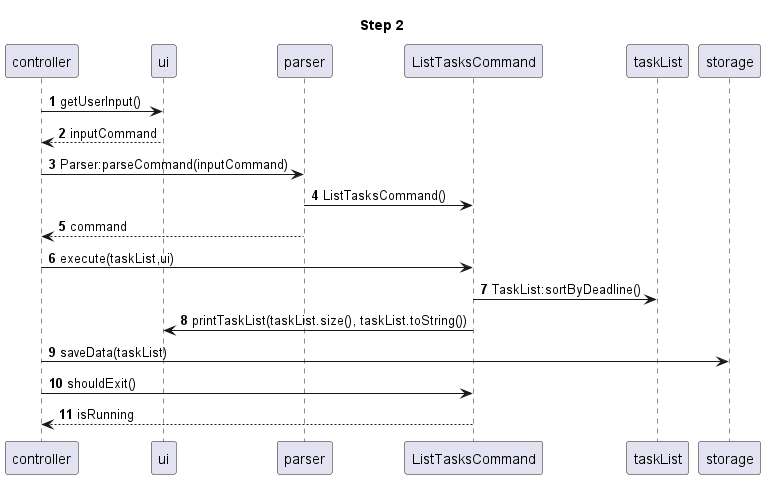 Step 2
controller ui parser ListTasksCommand taskList storage
1 getUserInput()
2 inputCommand
3 Parser:parseCommand(inputCommand)
4 ListTasksCommand()
5 command
6 execute(taskList,ui)
7 TaskList:sortByDeadline()
8 printTaskList(taskList.size(), taskList.toString())
9 saveData(taskList)
10 shouldExit()
11 isRunning
controller ui parser ListTasksCommand taskList storage